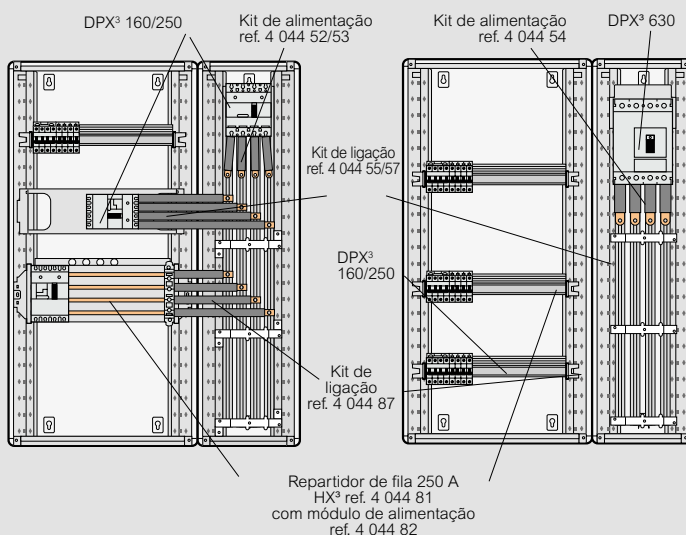 DPX³ 160/250
Kit de alimentação
ref. 4 044 52/53
Kit de alimentação
ref. 4 044 54
DPX³ 630
Kit de ligação
ref. 4 044 55/57
DPX³
160/250
Kit de
ligação
ref. 4 044 87
Repartidor de fila 250 A
HX³ ref. 4 044 81
com módulo de alimentação
ref. 4 044 82